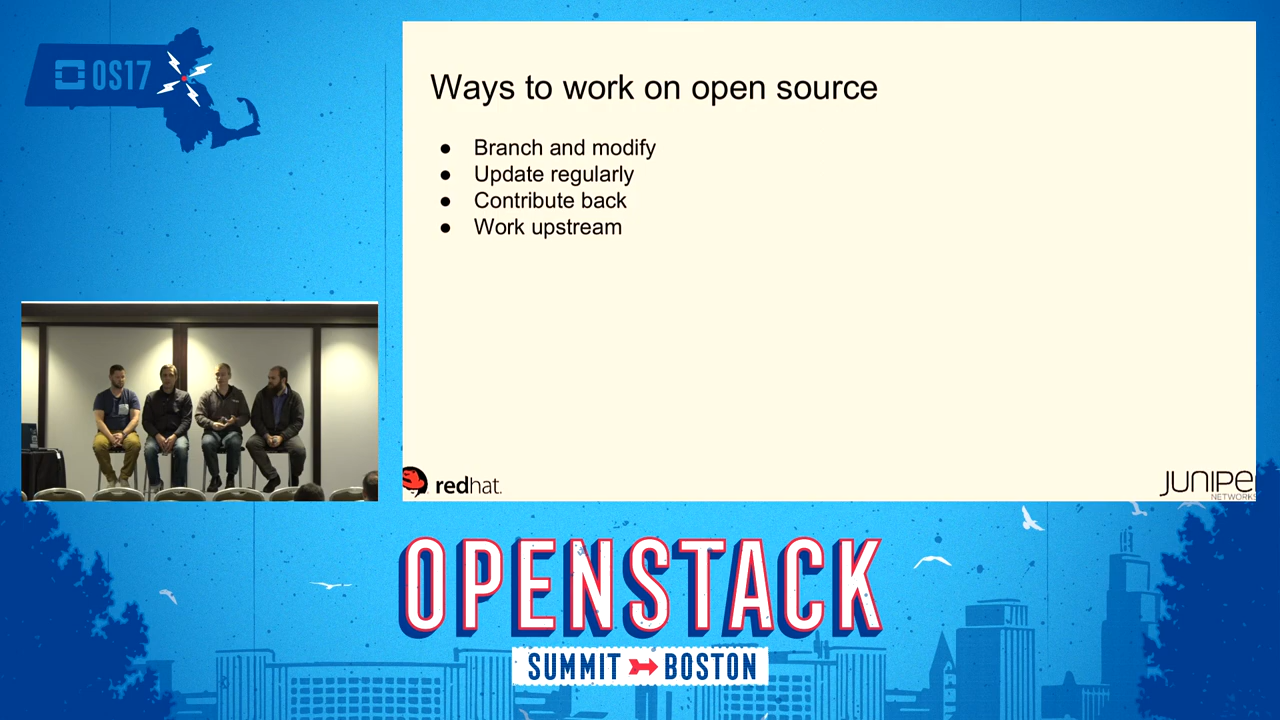 OS17
Ways to work on open source
● Branch and modify
● Update regularly
● Contribute back
● Work upstream
redhat.
JUNIPE
NETWORKS
OPENSTACK
SUMMIT BOSTON